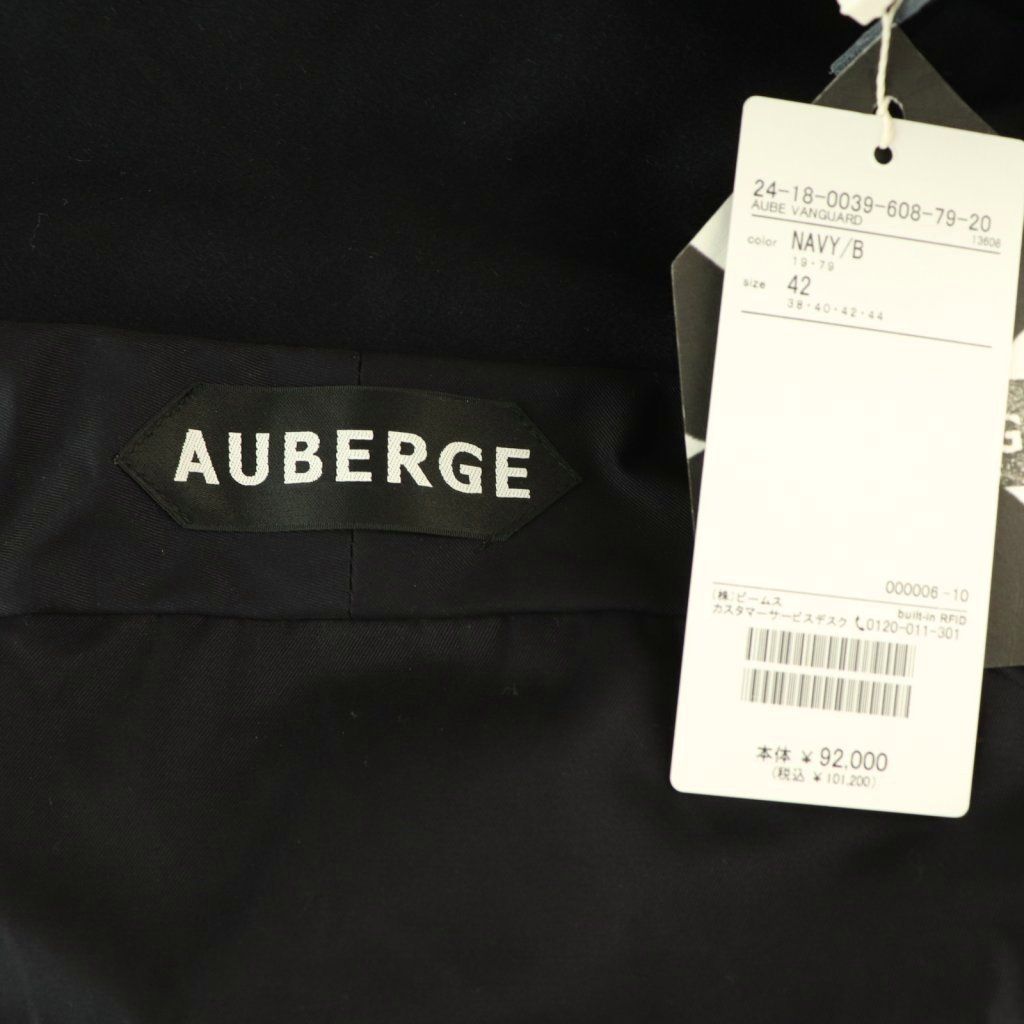 24-18-0039-608-79-20
AUBE VANGUARD
13606
color NAVY/B
19・79
size 42
38・40・42・44
AUBERGE
G
000006 -10
(株)ビームス
built-in RFID
カスタマーサービスデスク 0120-011-301
本体 ¥ 92,000
(税込 ¥ 101,200)